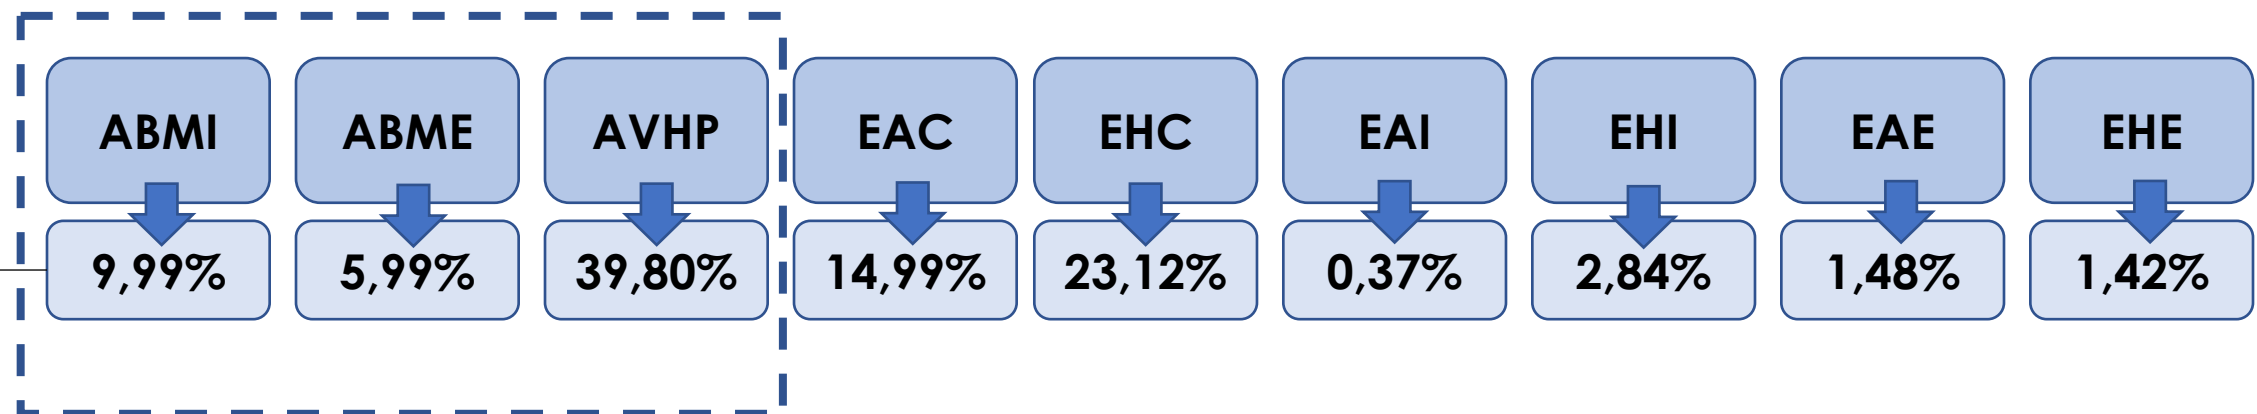 ABMI ABME AVHP EAC EHC EAI EHI EAE EHE
9,99% 5,99% 39,80% 14,99% 23,12% 0,37% 2,84% 1,48% 1,42%